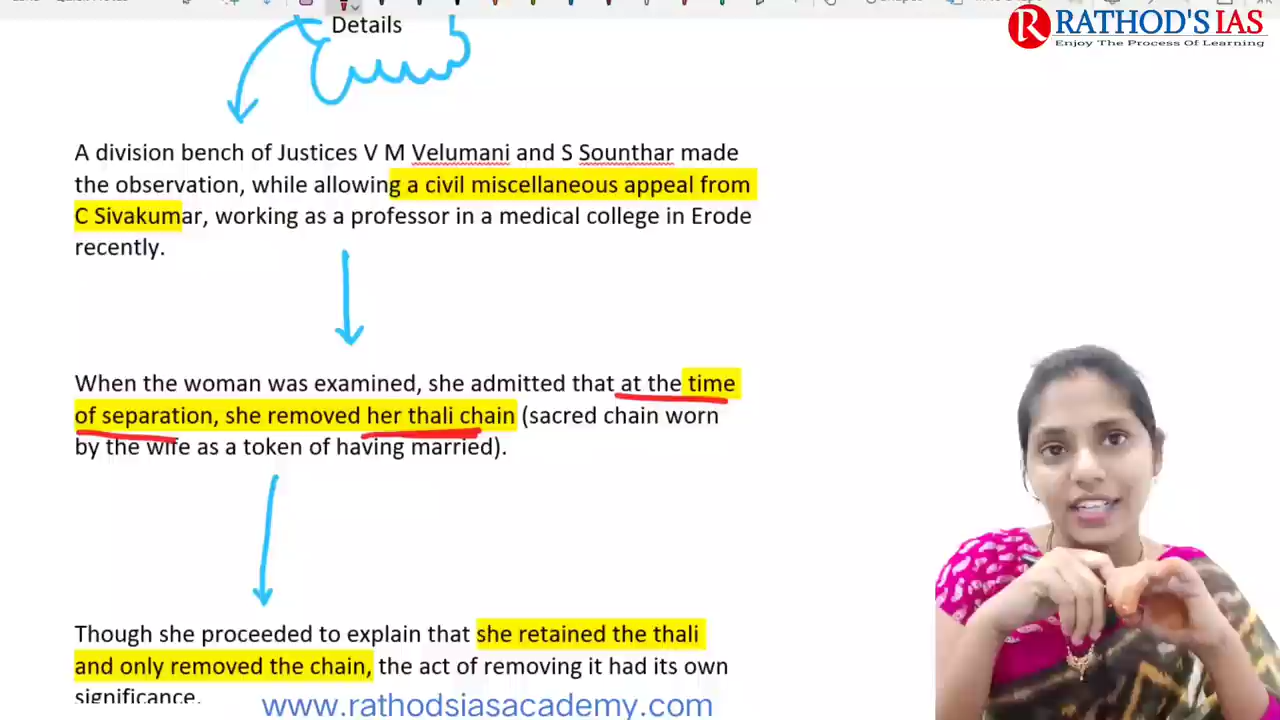 RATHOD'S IAS
Enjoy The Process Of Learning
Details
A division bench of Justices V M Velumani and S Sounthar made
the observation, while allowing a civil miscellaneous appeal from
C Sivakumar, working as a professor in a medical college in Erode
recently.
When the woman was examined, she admitted that at the time
of separation, she removed her thali chain (sacred chain worn
by the wife as a token of having married).
Though she proceeded to explain that she retained the thali
and only removed the chain, the act of removing it had its own
significance.
www.rathodsiasacademy.com